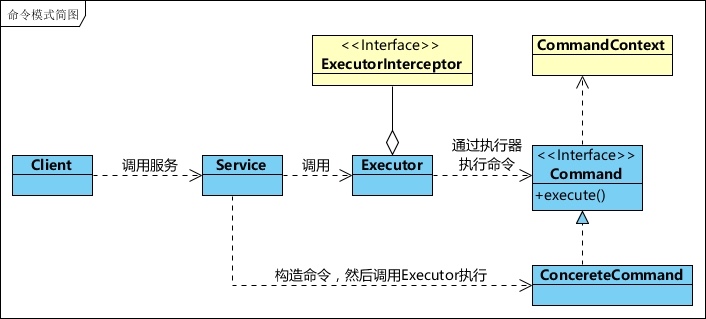 命令模式简图
<<Interface>>
ExecutorInterceptor
CommandContext
Client
调用服务
Service
调用
Executor
通过执行器
执行命令
<<Interface>>
Command
+execute()
构造命令，然后调用Executor执行
ConcereteCommand